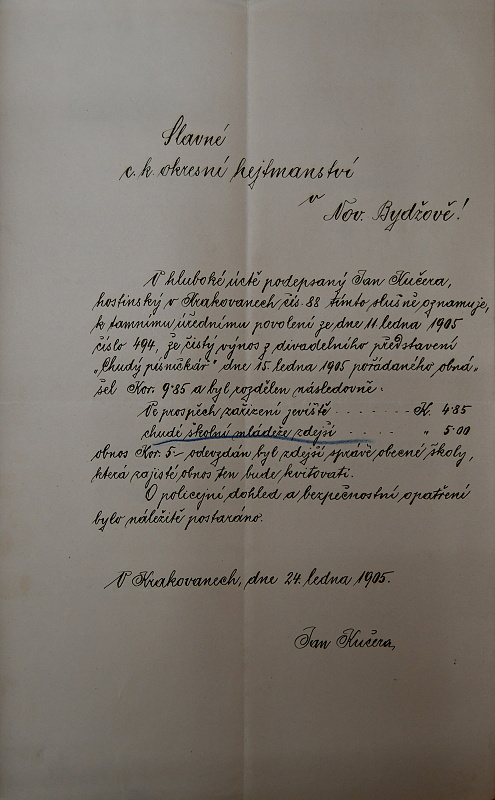 Slavné
c. k. okresní hejtmanství
v
Nov. Bydžově!
V hluboké úctě podepsaný Jan Kučera,
hostinský v Krakovanech čís 88 tímto slušně oznamuje,
k tamnímu úřednímu povolení ze dne 11 ledna 1905
číslo 494, že čistý výnos z divadelního představení
"Chudý písničkář" dne 15. ledna 1905 pořádaného obná=
šel Kor. 9·85 a byl rozdělen následovně:
Ve prospěch zařízení jeviště - - - - - - - K. 4·85
chudé školní mládeže zdejší - - - - - " 5·00
obnos Kor. 5- odevzdán byl zdejší správě obecné školy,
která zajisté obnos ten bude kvitovati.
O policejní dohled a bezpečnostní opatření
bylo náležitě postaráno.
V Krakovanech, dne 24. ledna 1905.
Jan Kučera,